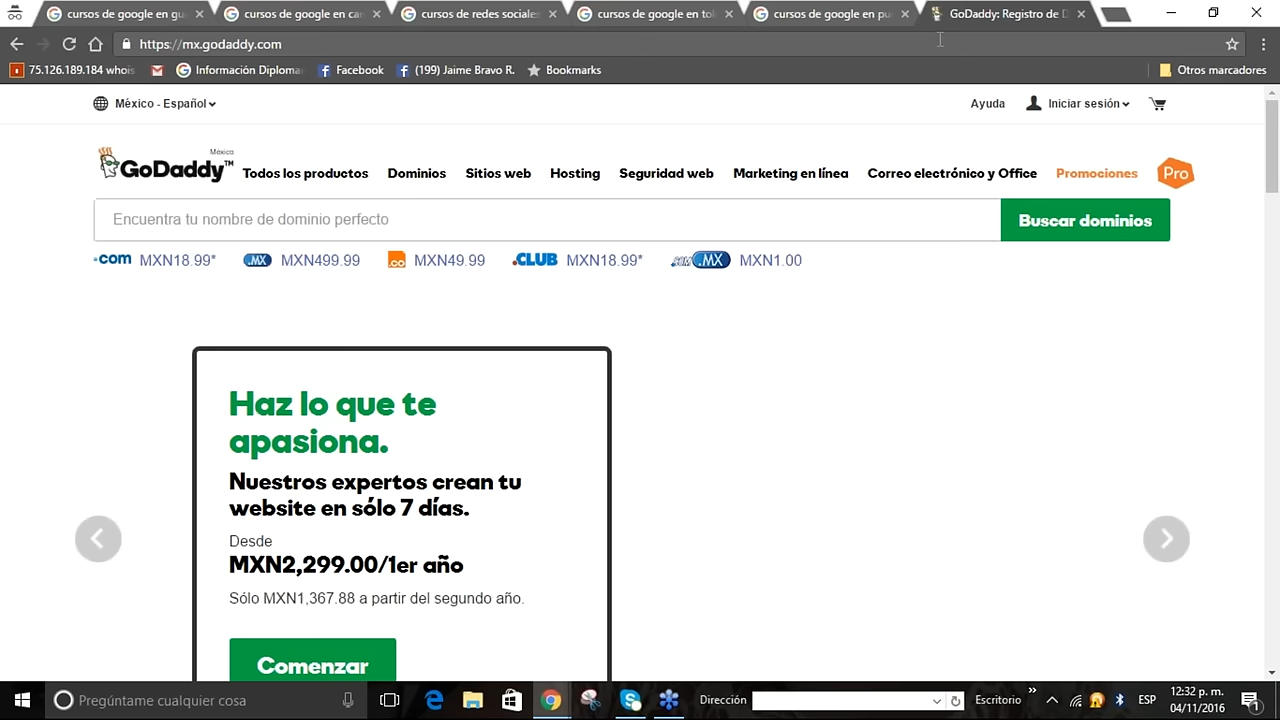 cursos de google en gu
cursos de google en can
cursos de redes sociales
cursos de google en tol
cursos de google en pu
GoDaddy: Registro de D
https://mx.godaddy.com
75.126.189.184 whois
Información Diploma
Facebook
(199) Jaime Bravo R.
Bookmarks
Otros marcadores
México - Español
Ayuda
Iniciar sesión
México
GoDaddy™
Todos los productos
Dominios
Sitios web
Hosting
Seguridad web
Marketing en línea
Correo electrónico y Office
Promociones
Pro
Encuentra tu nombre de dominio perfecto
Buscar dominios
.com MXN18.99*
.MX MXN499.99
.co MXN49.99
.CLUB MXN18.99*
.COM.MX MXN1.00
Haz lo que te
apasiona.
Nuestros expertos crean tu
website en sólo 7 días.
Desde
MXN2,299.00/1er año
Sólo MXN1,367.88 a partir del segundo año.
Comenzar
Pregúntame cualquier cosa
Dirección
Escritorio
ESP
12:32 p. m.
04/11/2016
1